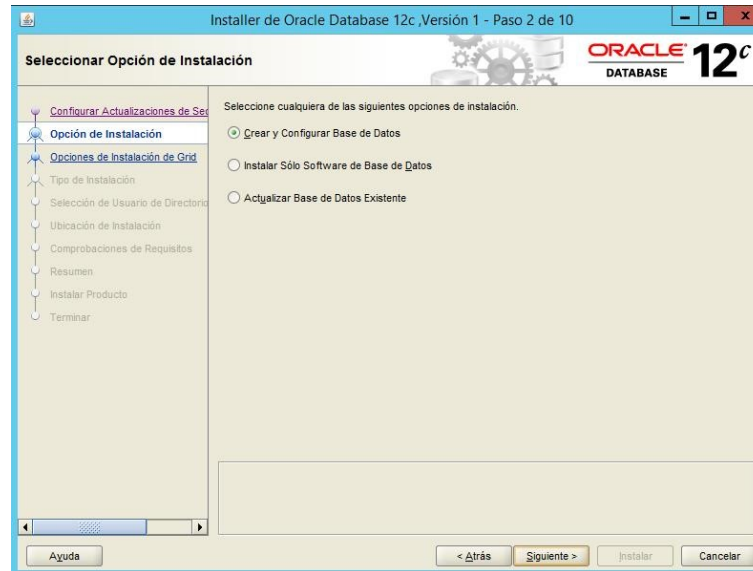 Installer de Oracle Database 12c ,Versión 1 - Paso 2 de 10
Seleccionar Opción de Instalación
ORACLE
DATABASE
12c
Configurar Actualizaciones de Sec
Opción de Instalación
Opciones de Instalación de Grid
Tipo de Instalación
Selección de Usuario de Directorio
Ubicación de Instalación
Comprobaciones de Requisitos
Resumen
Instalar Producto
Terminar
Seleccione cualquiera de las siguientes opciones de instalación.
Crear y Configurar Base de Datos
Instalar Sólo Software de Base de Datos
Actualizar Base de Datos Existente
Ayuda
< Atrás
Siguiente >
Instalar
Cancelar